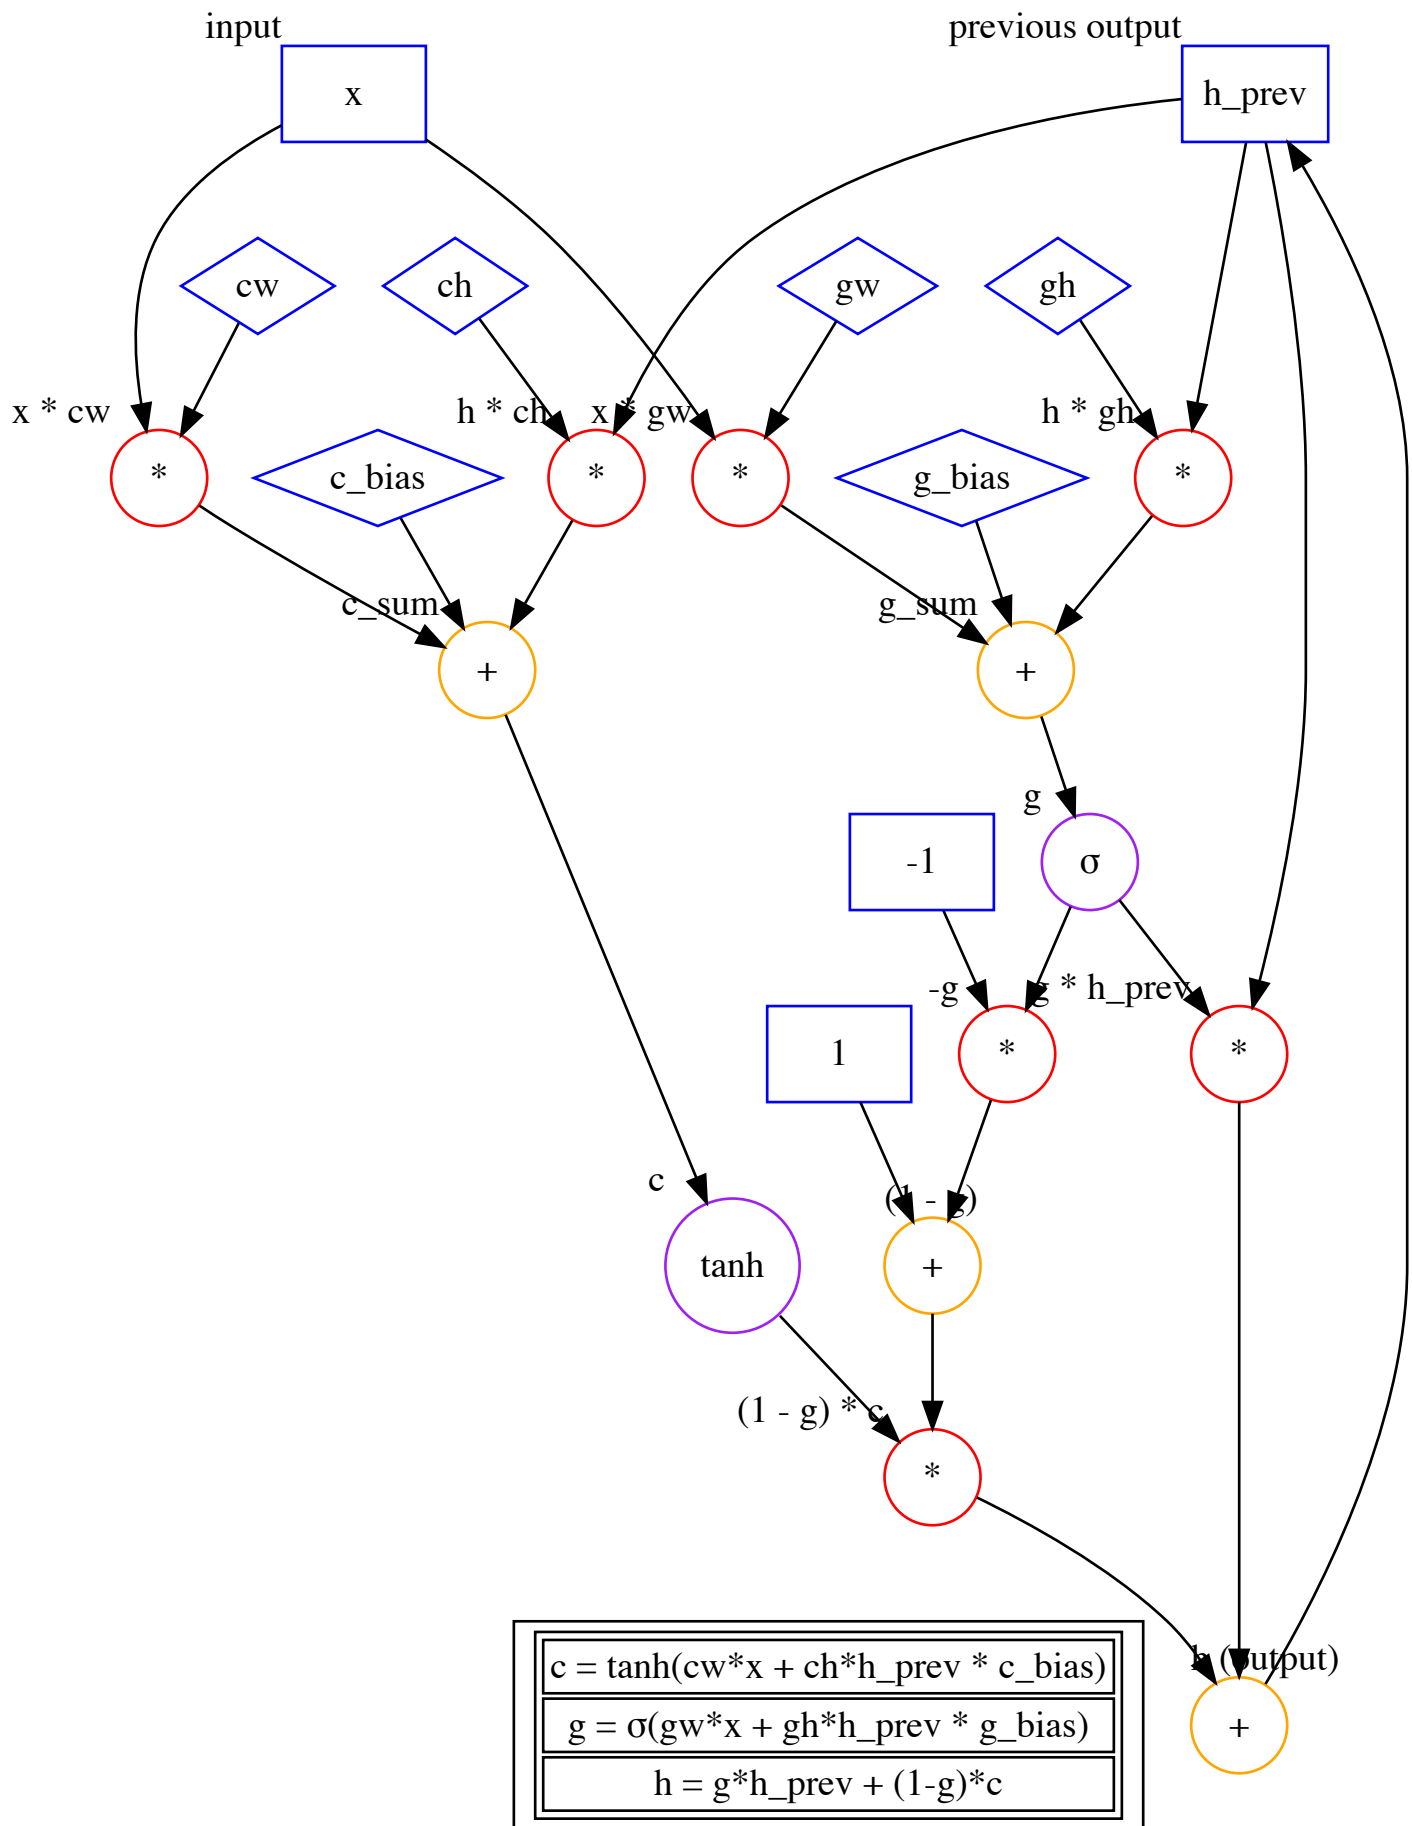 input
previous output
x
h_prev
cw
ch
gw
gh
x * cw
h * ch
x * gw
h * gh
*
c_bias
*
*
g_bias
*
c_sum
g_sum
+
+
g
-1
σ
-g
g * h_prev
1
*
*
c
(1 - g)
tanh
+
(1 - g) * c
*
h (output)
c = tanh(cw*x + ch*h_prev * c_bias)
g = σ(gw*x + gh*h_prev * g_bias)
h = g*h_prev + (1-g)*c
+